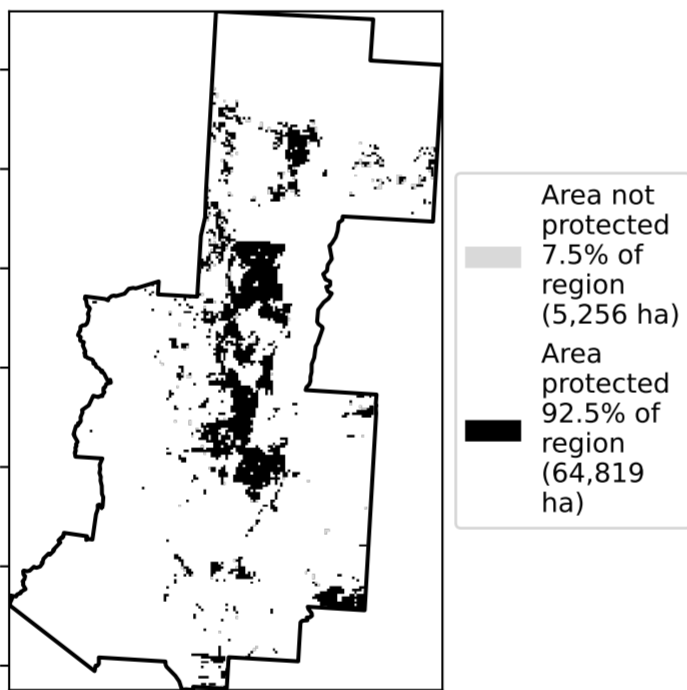 Area not
protected
7.5% of
region
(5,256 ha)
Area
protected
92.5% of
region
(64,819
ha)